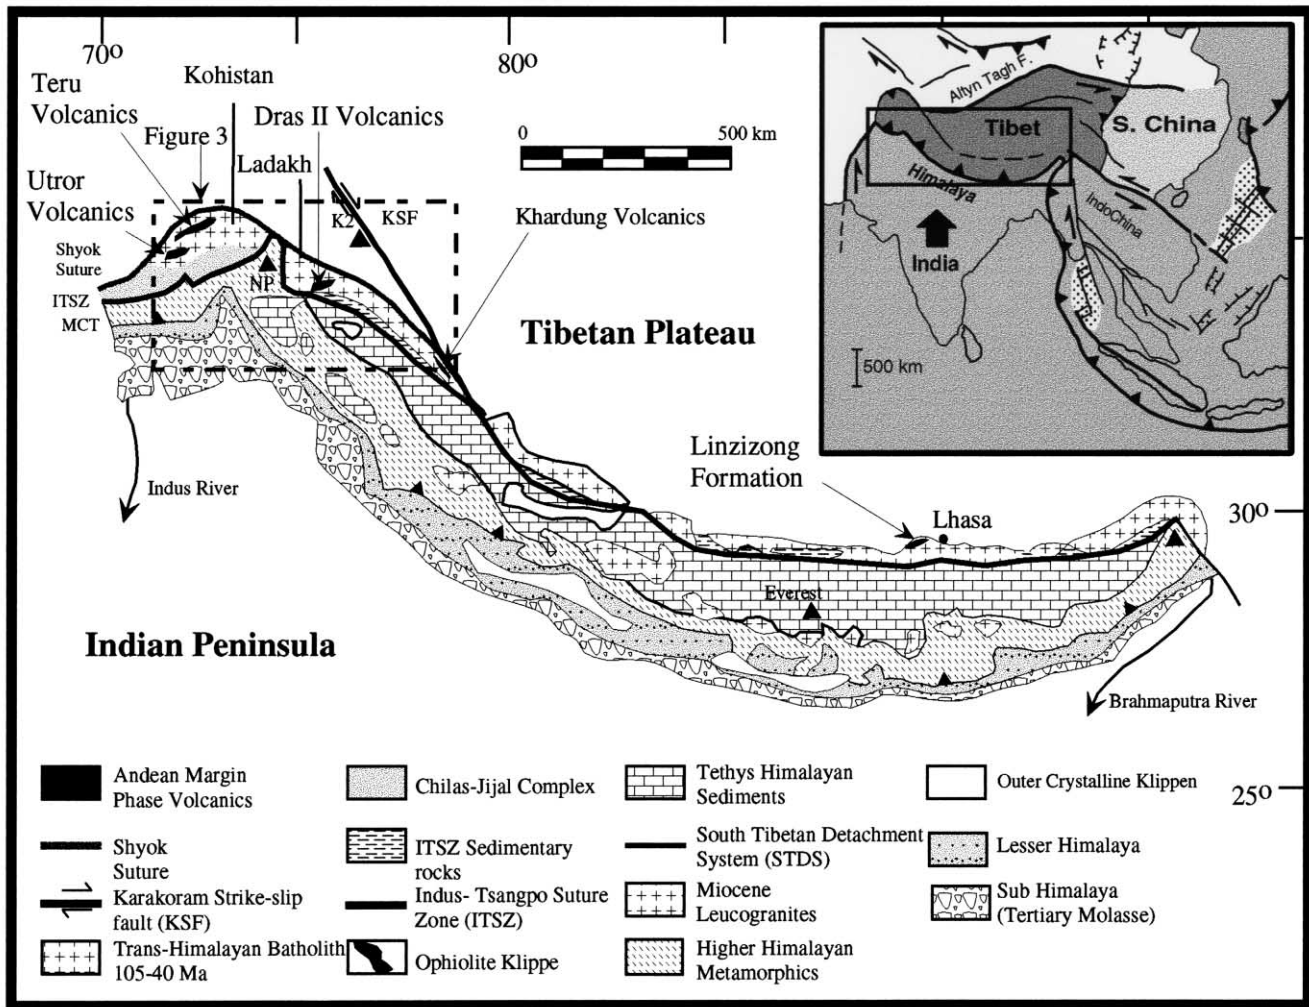 70o
80o
Kohistan
Teru
Volcanics
Figure 3
Dras II Volcanics
Ladakh
0
500 km
Utror
Volcanics
K2
KSF
Khardung Volcanics
Shyok
Suture
NP
ITSZ
MCT
Tibetan Plateau
Indus River
Linzizong
Formation
Lhasa
30o
Everest
Indian Peninsula
Brahmaputra River
25o
Altyn Tagh F.
Tibet
S. China
Himalaya
IndoChina
India
500 km
Andean Margin
Phase Volcanics
Shyok
Suture
Karakoram Strike-slip
fault (KSF)
Trans-Himalayan Batholith
105-40 Ma
Chilas-Jijal Complex
ITSZ Sedimentary
rocks
Indus- Tsangpo Suture
Zone (ITSZ)
Ophiolite Klippe
Tethys Himalayan
Sediments
South Tibetan Detachment
System (STDS)
Miocene
Leucogranites
Higher Himalayan
Metamorphics
Outer Crystalline Klippen
Lesser Himalaya
Sub Himalaya
(Tertiary Molasse)